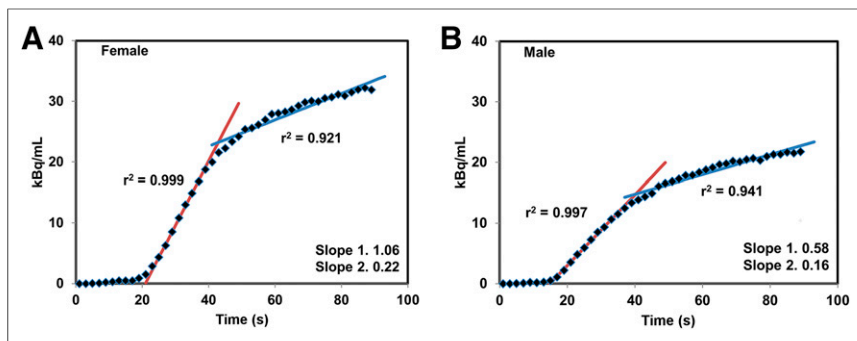 A
Female
40
30
20
10
0
kBq/mL
r² = 0.999
r² = 0.921
Slope 1. 1.06
Slope 2. 0.22
0 20 40 60 80 100
Time (s)
B
Male
40
30
20
10
0
kBq/mL
r² = 0.997
r² = 0.941
Slope 1. 0.58
Slope 2. 0.16
0 20 40 60 80 100
Time (s)